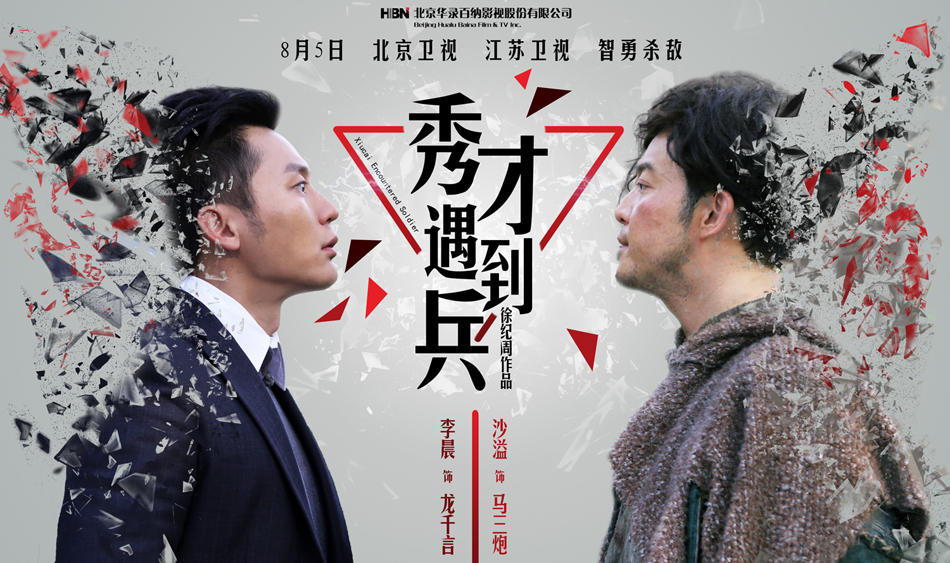 HBN 北京华录百纳影视股份有限公司
Beijing Hualu Baina Film & TV Inc.
8月5日 北京卫视 江苏卫视 智勇杀敌
秀才遇到兵
Xiucai Encountered Soldier
徐纪周作品
李晨 饰 龙千言
沙溢 饰 马三炮